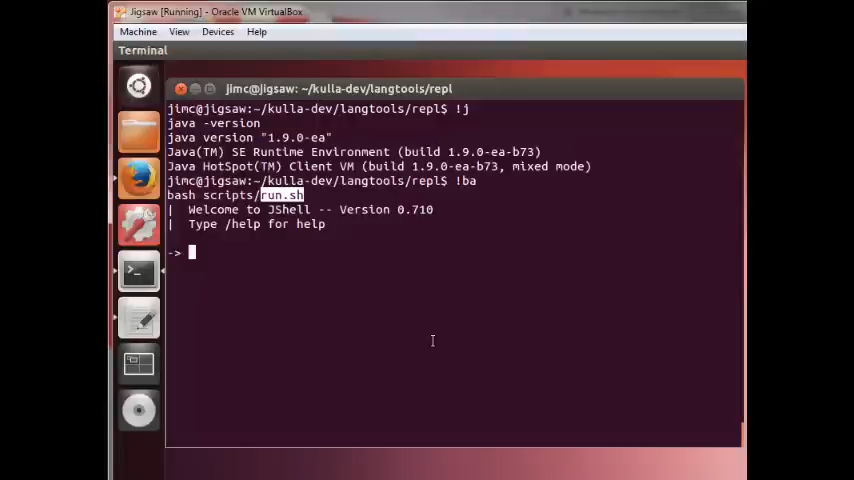 Jigsaw [Running] - Oracle VM VirtualBox
Machine View Devices Help
Terminal
jimc@jigsaw: ~/kulla-dev/langtools/repl
jimc@jigsaw:~/kulla-dev/langtools/repl$ !j
java -version
java version "1.9.0-ea"
Java(TM) SE Runtime Environment (build 1.9.0-ea-b73)
Java HotSpot(TM) Client VM (build 1.9.0-ea-b73, mixed mode)
jimc@jigsaw:~/kulla-dev/langtools/repl$ !ba
bash scripts/run.sh
|  Welcome to JShell -- Version 0.710
|  Type /help for help
->